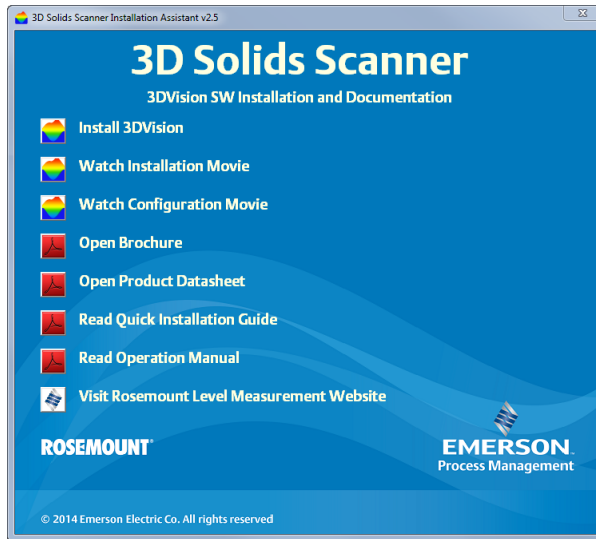 3D Solids Scanner Installation Assistant v2.5
3D Solids Scanner
3DVision SW Installation and Documentation
Install 3DVision
Watch Installation Movie
Watch Configuration Movie
Open Brochure
Open Product Datasheet
Read Quick Installation Guide
Read Operation Manual
Visit Rosemount Level Measurement Website
ROSEMOUNT®
EMERSON.
Process Management
© 2014 Emerson Electric Co. All rights reserved